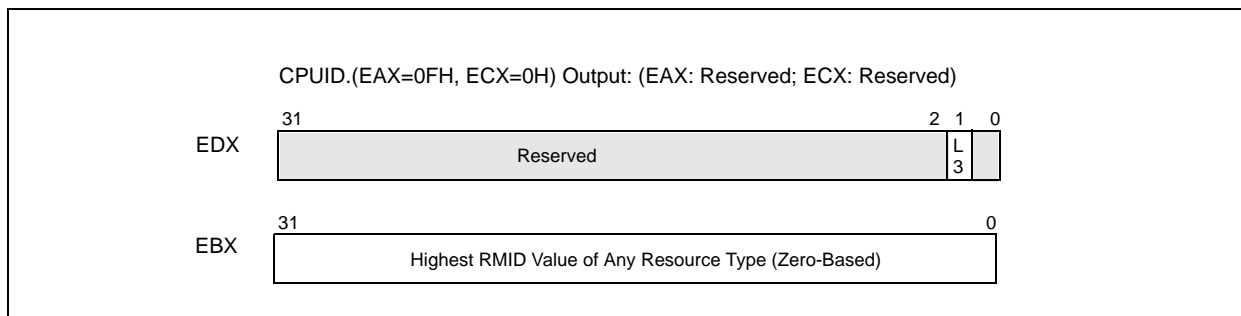 CPUID.(EAX=0FH, ECX=0H) Output: (EAX: Reserved; ECX: Reserved)
31 2 1 0
EDX Reserved L3
31 0
EBX Highest RMID Value of Any Resource Type (Zero-Based)